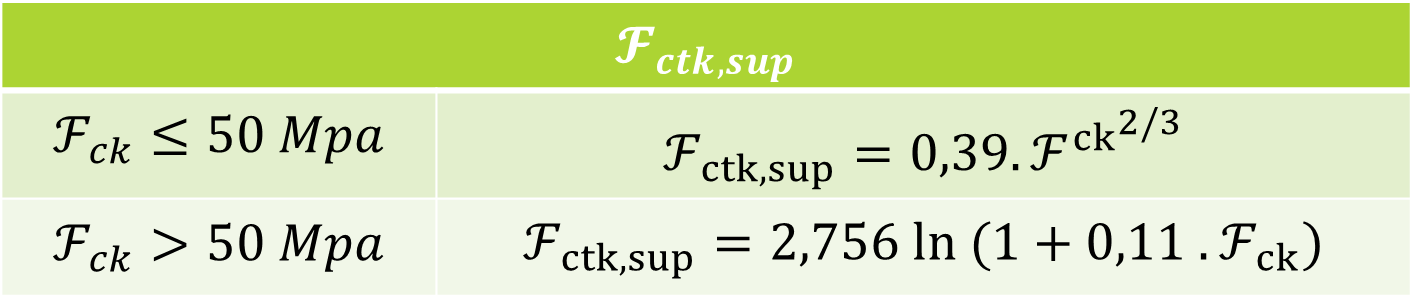 ℱctk,sup
ℱck ≤ 50 Mpa
ℱctk,sup = 0,39. ℱ^ck^2/3
ℱck > 50 Mpa
ℱctk,sup = 2,756 ln (1 + 0,11 . ℱck)